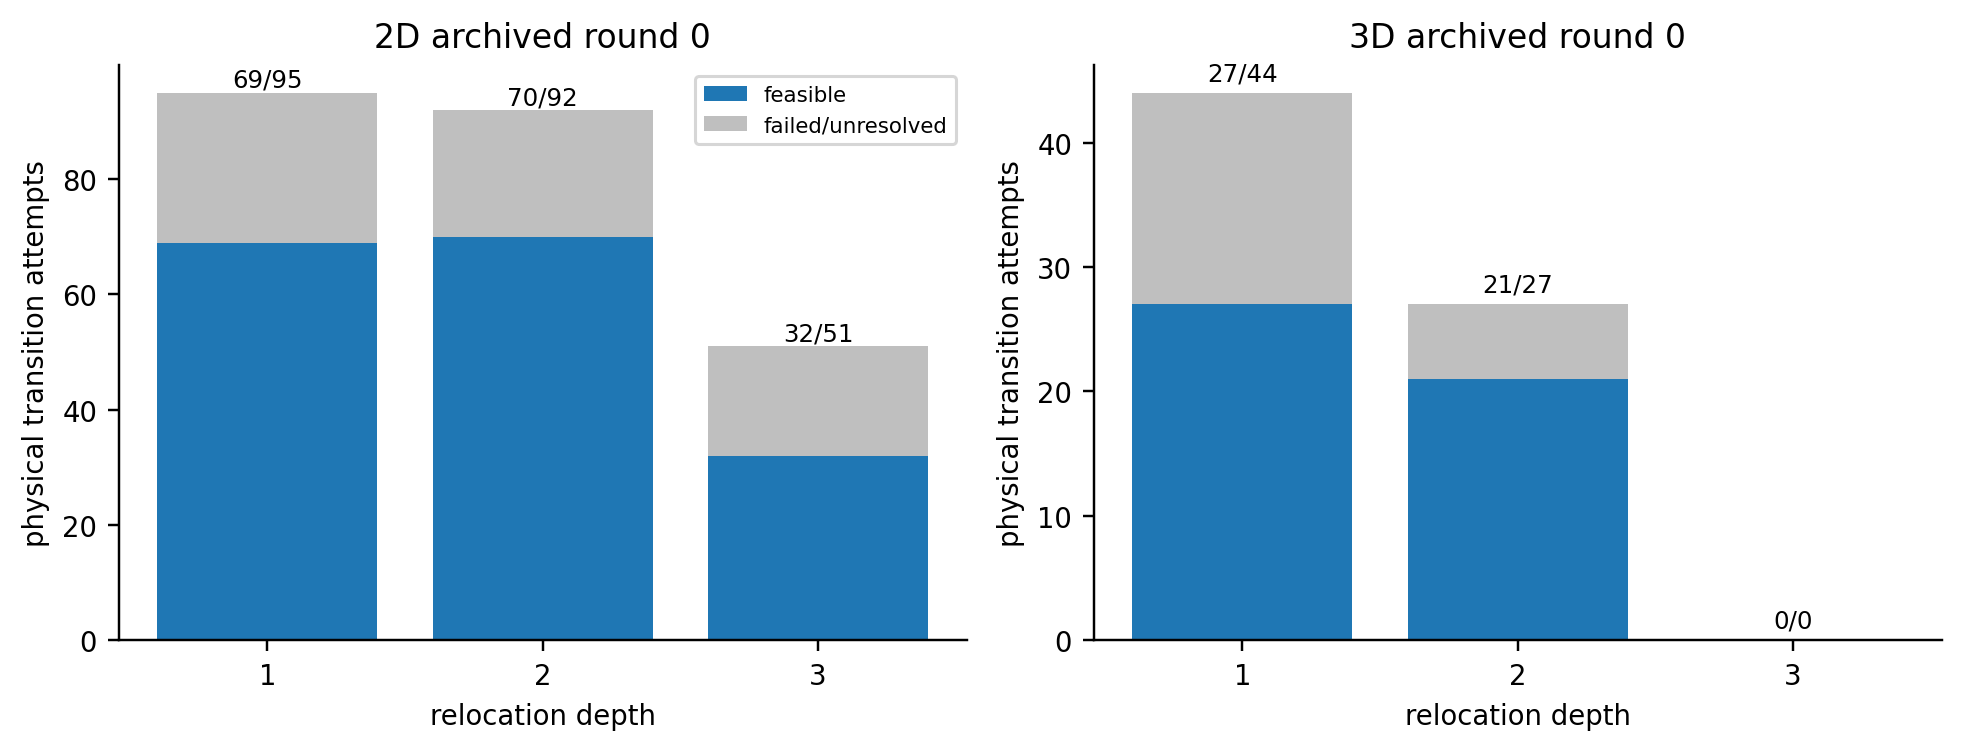 2D archived round 0
69/95
70/92
32/51
feasible
failed/unresolved
physical transition attempts
80
60
40
20
0
1
2
3
relocation depth
3D archived round 0
27/44
21/27
0/0
physical transition attempts
40
30
20
10
0
1
2
3
relocation depth